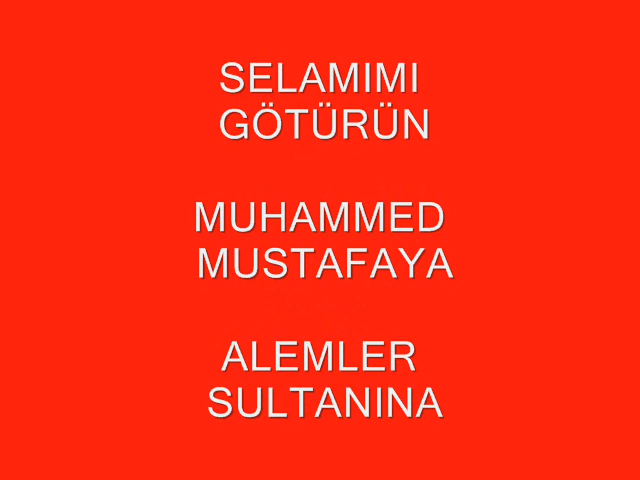 SELAMIMI
GÖTÜRÜN
MUHAMMED
MUSTAFAYA
ALEMLER
SULTANINA